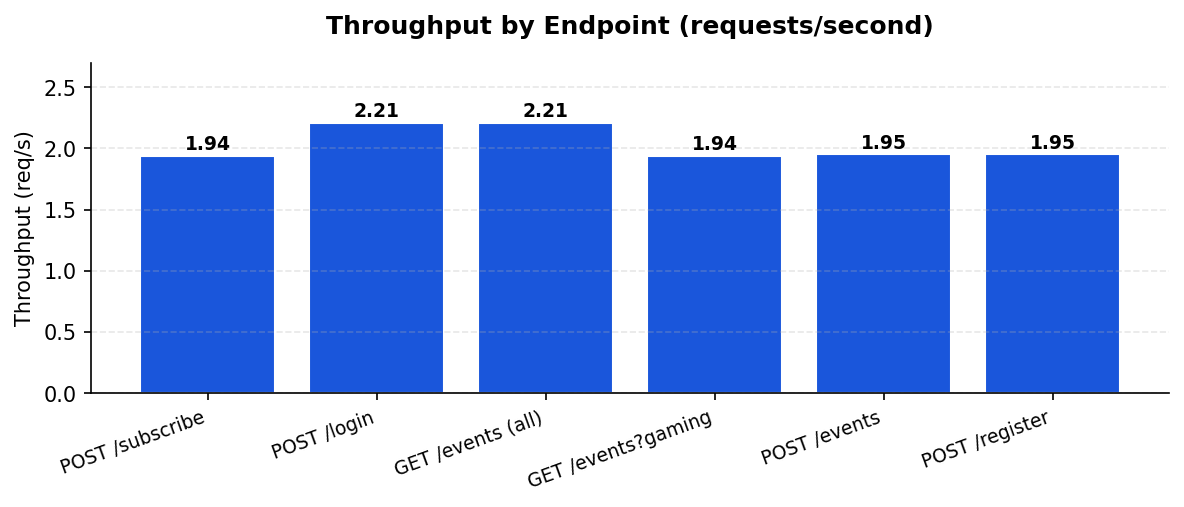 Throughput by Endpoint (requests/second)
Throughput (req/s)
2.5
2.0
1.5
1.0
0.5
0.0
1.94
2.21
2.21
1.94
1.95
1.95
POST /subscribe
POST /login
GET /events (all)
GET /events?gaming
POST /events
POST /register